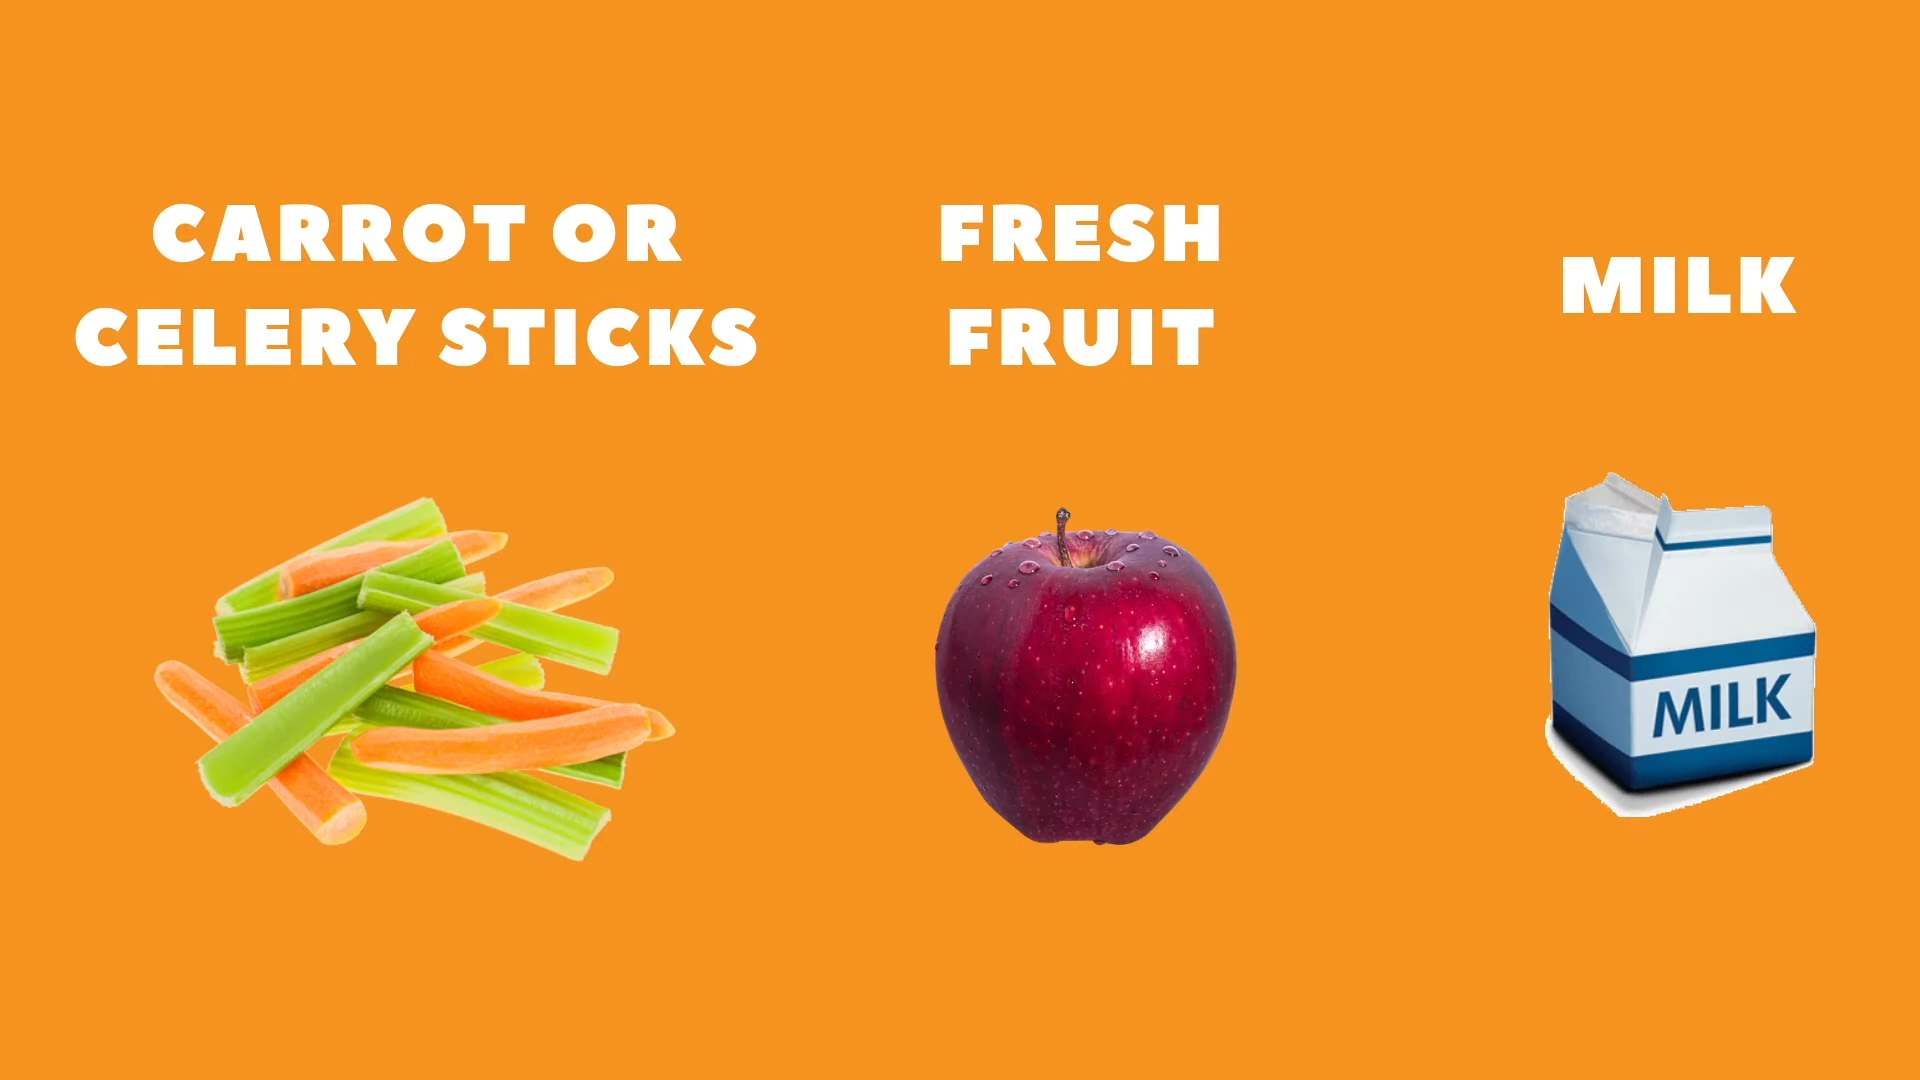 CARROT OR
CELERY STICKS
FRESH
FRUIT
MILK
MILK